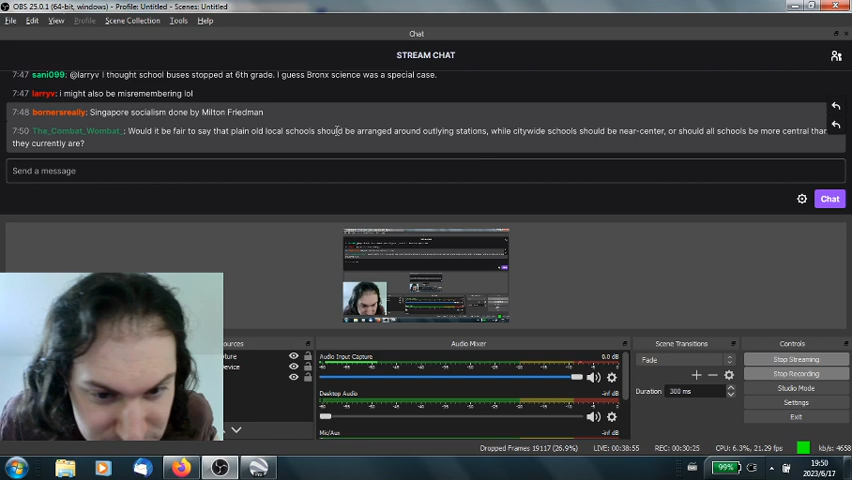 OBS 25.0.1 (64-bit, windows) - Profile: Untitled - Scenes: Untitled
File Edit View Profile Scene Collection Tools Help
Chat
STREAM CHAT
7:47 sani099: @larryv I thought school buses stopped at 6th grade. I guess Bronx science was a special case.
7:47 larryv: i might also be misremembering lol
7:48 bornersreally: Singapore socialism done by Milton Friedman
7:50 The_Combat_Wombat_: Would it be fair to say that plain old local schools should be arranged around outlying stations, while citywide schools should be near-center, or should all schools be more central than
they currently are?
Send a message
Chat
ources Audio Mixer Scene Transitions Controls
Audio Input Capture 0.0 dB
Desktop Audio -inf dB
Mic/Aux -inf dB
Fade
Duration 300 ms
Stop Streaming
Stop Recording
Studio Mode
Settings
Exit
Dropped Frames 19117 (26.9%) LIVE: 00:38:55 REC: 00:30:25 CPU: 6.3%, 21.29 fps kb/s: 4658
99%
19:50
2023/6/17